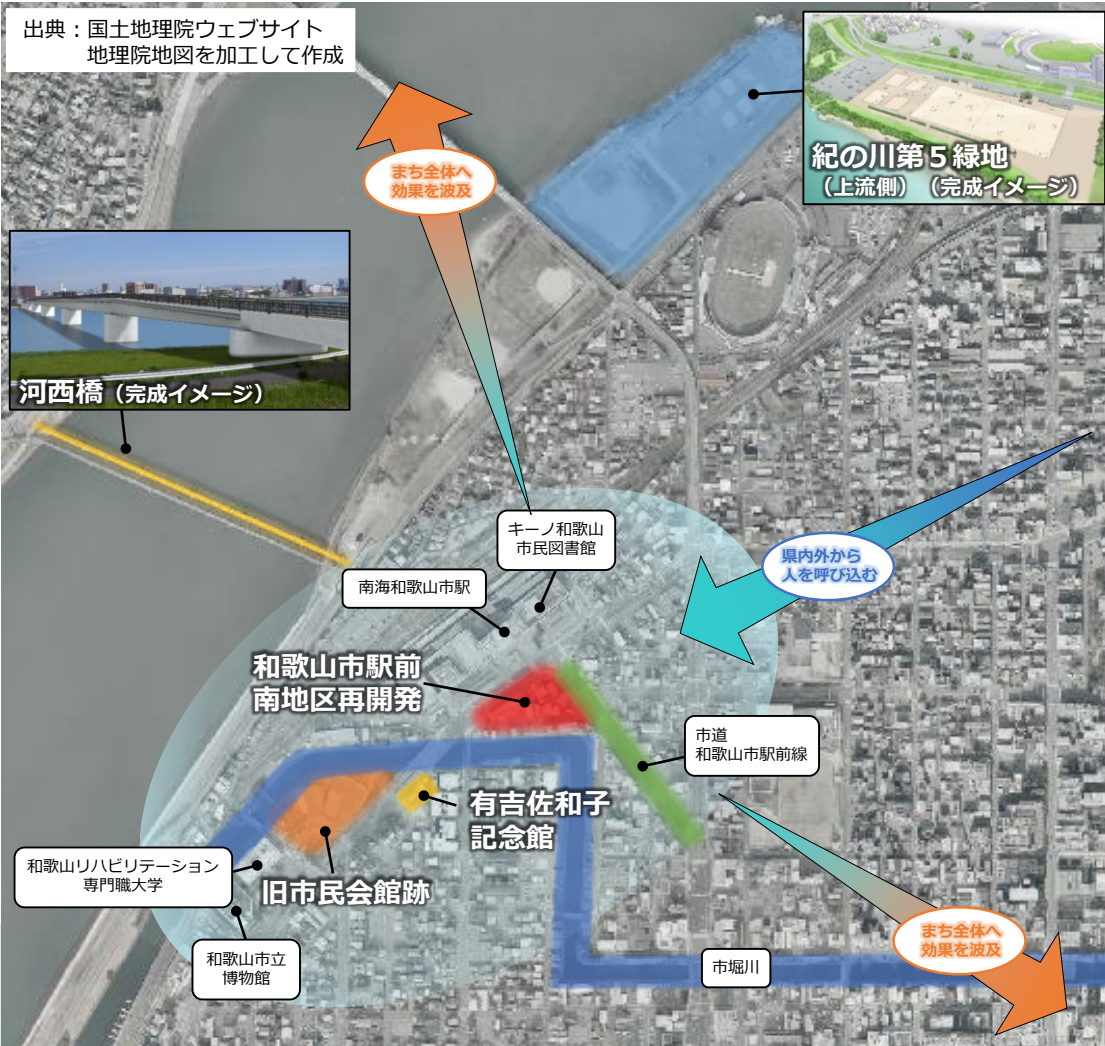 出典：国土地理院ウェブサイト
地理院地図を加工して作成
紀の川第５緑地
（上流側）（完成イメージ）
まち全体へ
効果を波及
河西橋（完成イメージ）
キーノ和歌山
市民図書館
県内外から
人を呼び込む
南海和歌山市駅
和歌山市駅前
南地区再開発
市道
和歌山市駅前線
有吉佐和子
記念館
和歌山リハビリテーション
専門職大学
旧市民会館跡
和歌山市立
博物館
まち全体へ
効果を波及
市堀川